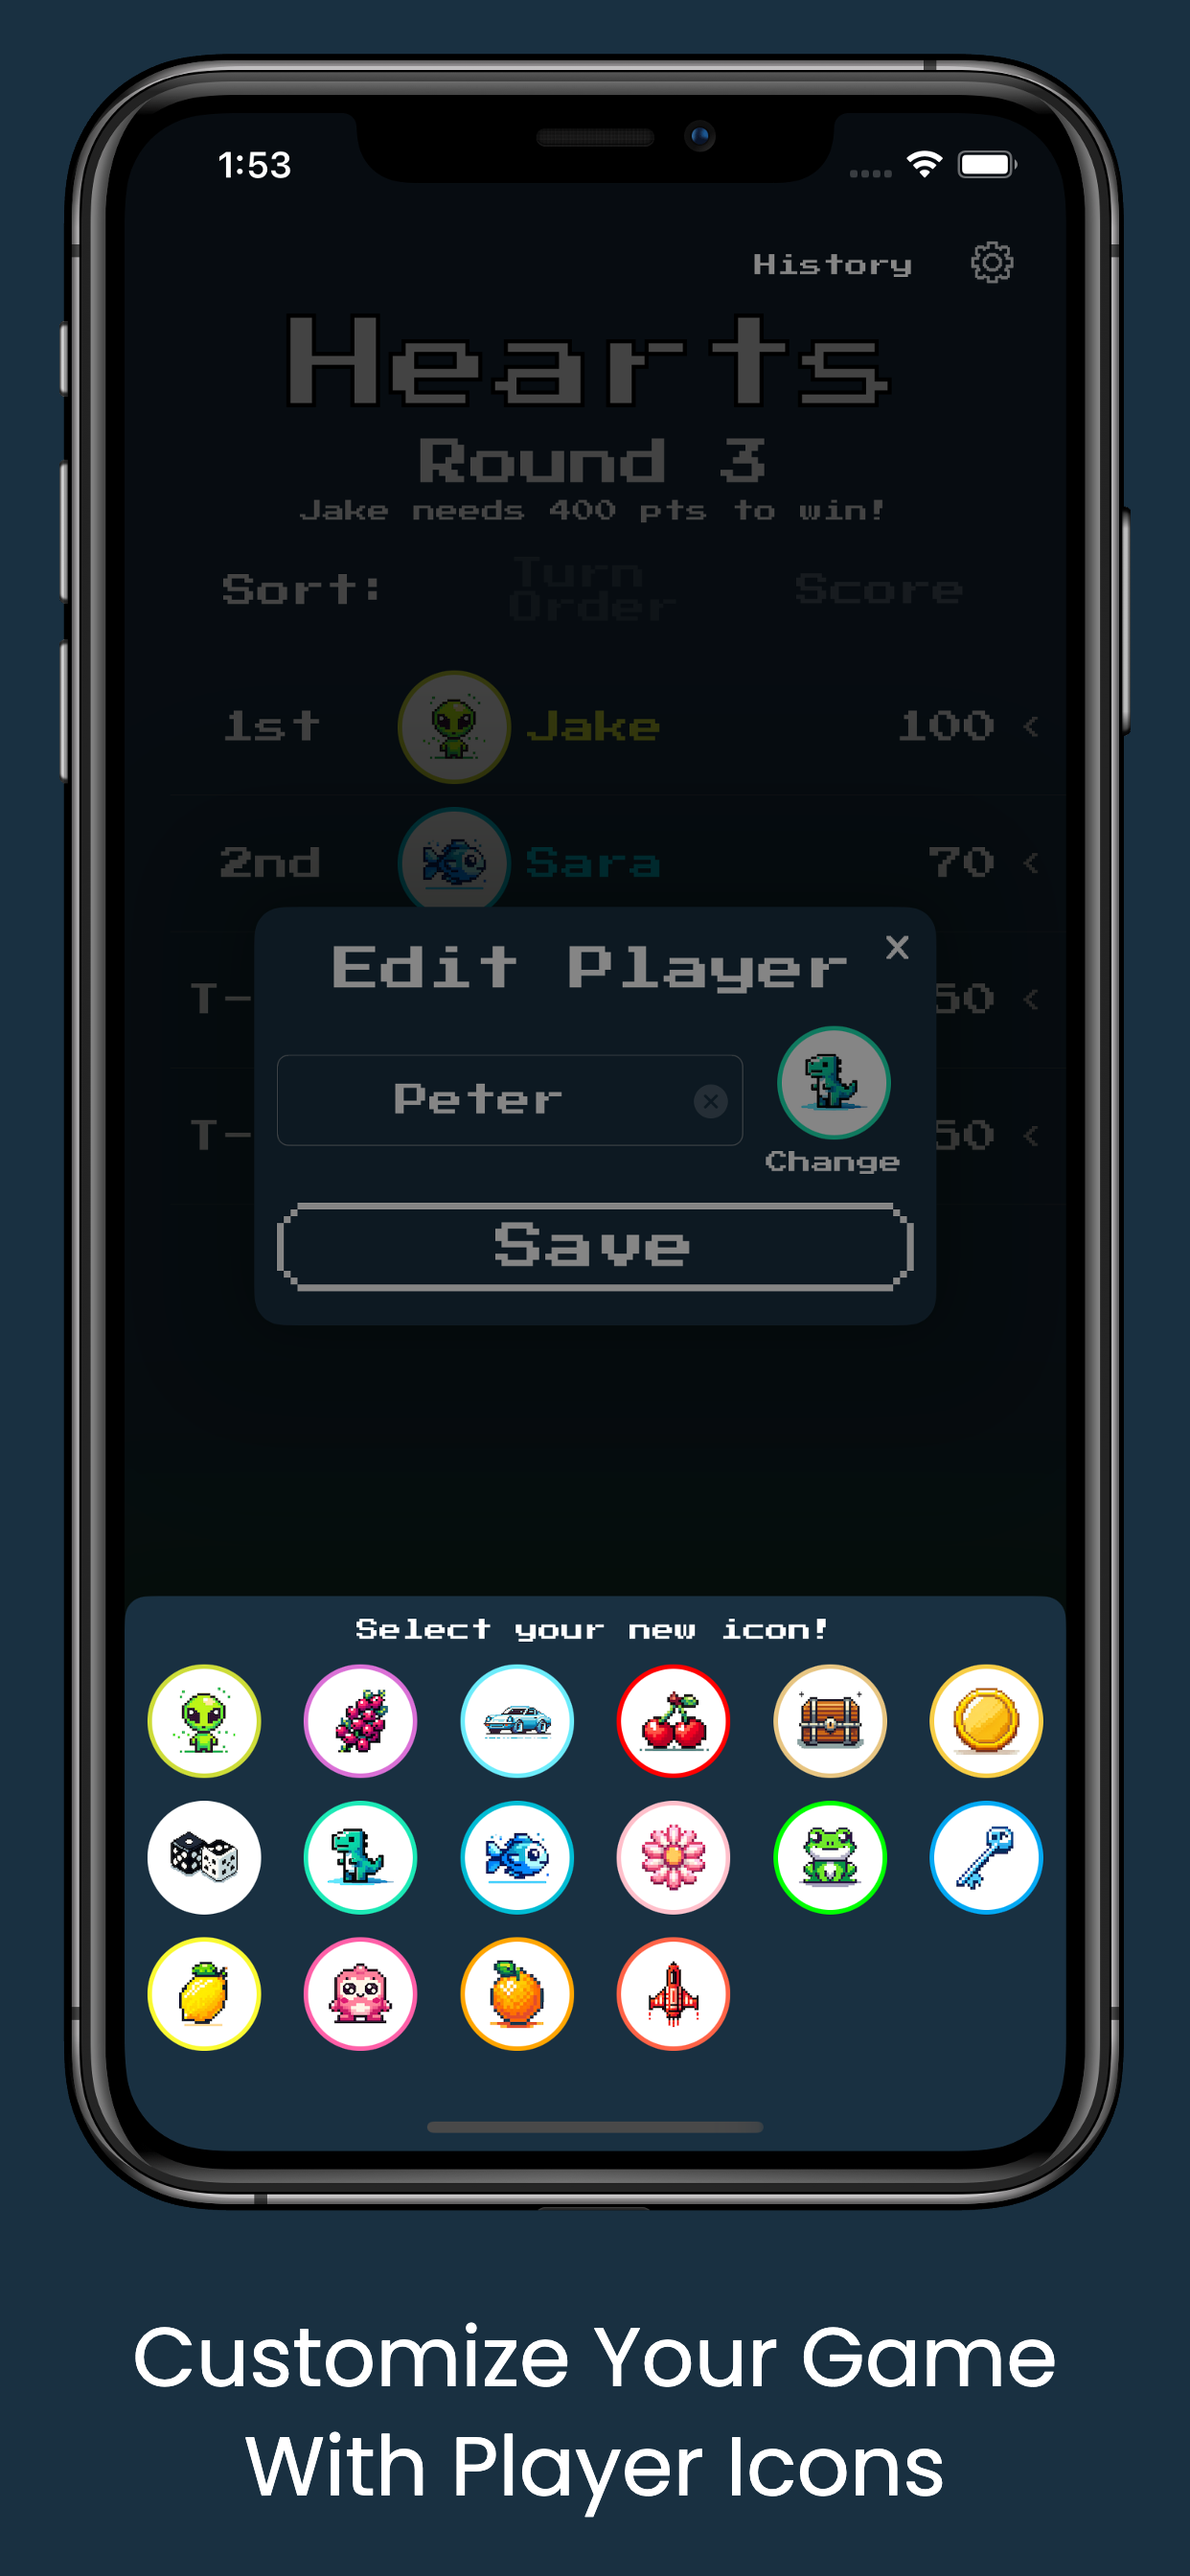 1:53
History
Hearts
Round 3
Jake needs 400 pts to win!
Sort:
Turn
Order
Score
1st Jake 100 <
2nd Sara 70 <
T- 50 <
T- 50 <
Edit Player X
Peter
Change
Save
Select your new icon!
Customize Your Game
With Player Icons